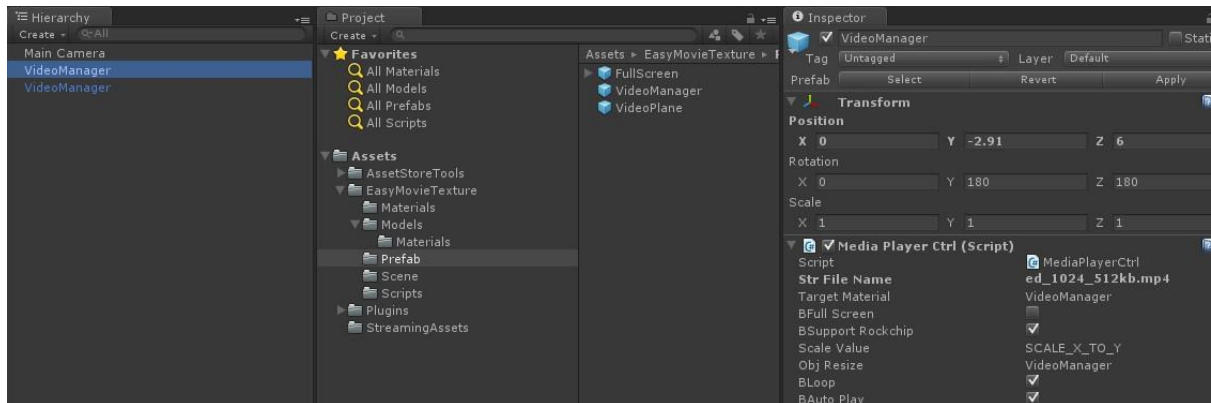 Hierarchy
Create
All
Main Camera
VideoManager
VideoManager
Project
Create
Favorites
All Materials
All Models
All Prefabs
All Scripts
Assets
AssetStoreTools
EasyMovieTexture
Materials
Models
Materials
Prefab
Scene
Scripts
Plugins
StreamingAssets
Assets EasyMovieTexture
FullScreen
VideoManager
VideoPlane
Inspector
VideoManager Stati
Tag Untagged Layer Default
Prefab Select Revert Apply
Transform
Position
X 0 Y -2.91 Z 6
Rotation
X 0 Y 180 Z 180
Scale
X 1 Y 1 Z 1
Media Player Ctrl (Script)
Script MediaPlayerCtrl
Str File Name ed_1024_512kb.mp4
Target Material VideoManager
BFull Screen
BSupport Rockchip
Scale Value SCALE_X_TO_Y
Obj Resize VideoManager
BLoop
BAuto Play